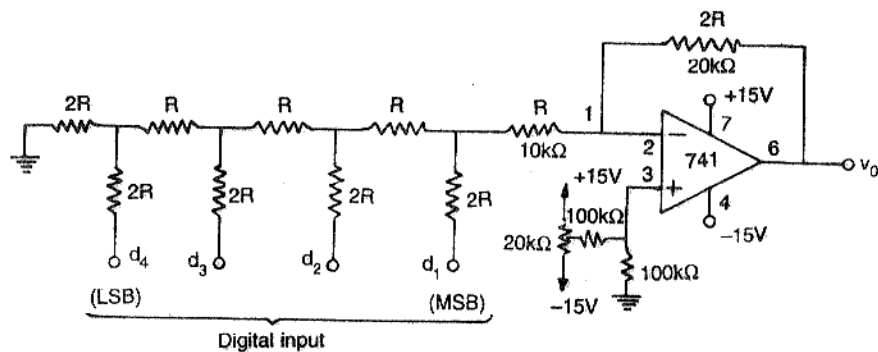 2R
20kΩ
+15V
2R
R
R
R
R
1
7
2
741
6
10kΩ
v0
3
+15V
4
2R
2R
2R
2R
100kΩ
20kΩ
-15V
d4
d3
d2
d1
100kΩ
-15V
(LSB)
(MSB)
Digital input